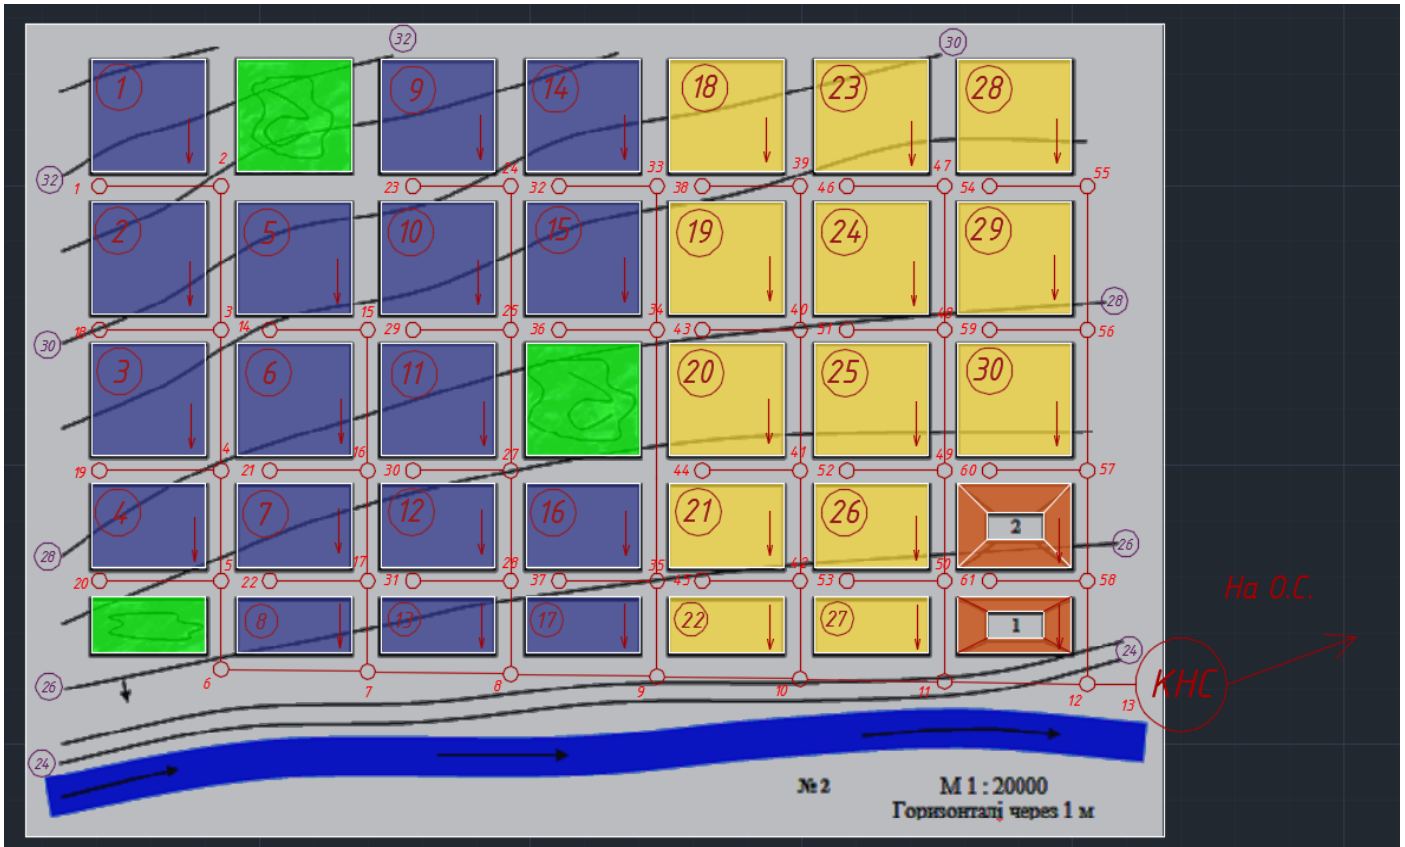 32 30
1 9 14 18 23 28
32 1 2 23 24 32 33 38 39 46 47 54 55
2 5 10 15 19 24 29
28
30 18 3 14 15 29 25 36 34 43 40 51 48 59 56
3 6 11 20 25 30
19 4 21 16 30 27 44 41 52 49 60 57
4 7 12 16 21 26 2
28 26
20 5 22 17 31 28 37 35 45 42 53 50 61 58
На О.С.
8 13 17 22 27 1
24
26 6 7 8 9 10 11 12 13 КНС
24
№ 2 М 1 : 20000
Горизонталі через 1 м